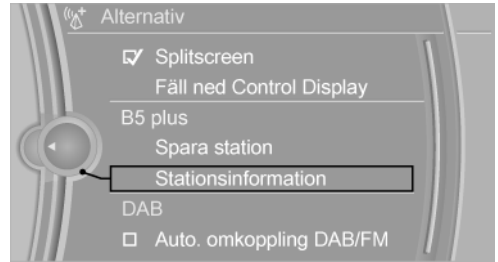 Alternativ
Splitscreen
Fäll ned Control Display
B5 plus
Spara station
Stationsinformation
DAB
Auto. omkoppling DAB/FM